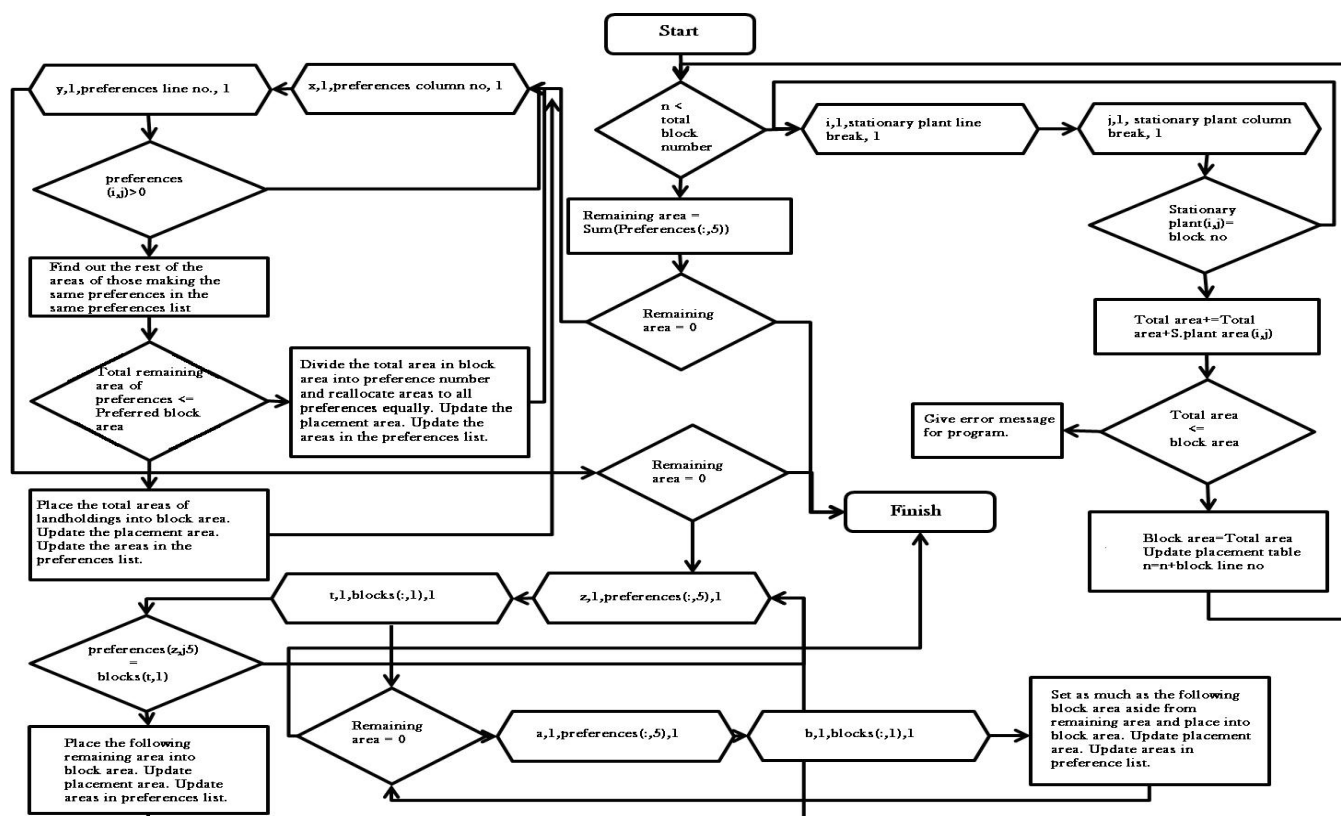 Start
y,1,preferences line no., 1
x,1,preferences column no, 1
n <
total
block
number
i,1,stationary plant line
break, 1
j,1, stationary plant column
break, 1
preferences
(i,j)>0
Remaining area =
Sum(Preferences(:,5))
Stationary
plant(i,j)=
block no
Find out the rest of the
areas of those making the
same preferences in the
same preferences list
Remaining
area = 0
Total area+=Total
area+S.plant area(i,j)
Total remaining
area of
preferences <=
Preferred block
area
Divide the total area in block
area into preference number
and reallocate areas to all
preferences equally. Update the
placement area. Update the
areas in the preferences list.
Give error message
for program.
Total area
<=
block area
Remaining
area = 0
Place the total areas of
landholdings into block area.
Update the placement area.
Update the areas in the
preferences list.
Finish
Block area=Total area
Update placement table
n=n+block line no
t,1,blocks(:,1),1
z,1,preferences(:,5),1
preferences(z,j5)
=
blocks(t,1)
Remaining
area = 0
a,1,preferences(:,5),1
b,1,blocks(:,1),1
Set as much as the following
block area aside from
remaining area and place into
block area. Update placement
area. Update areas in
preference list.
Place the following
remaining area into
block area. Update
placement area. Update
areas in preferences list.